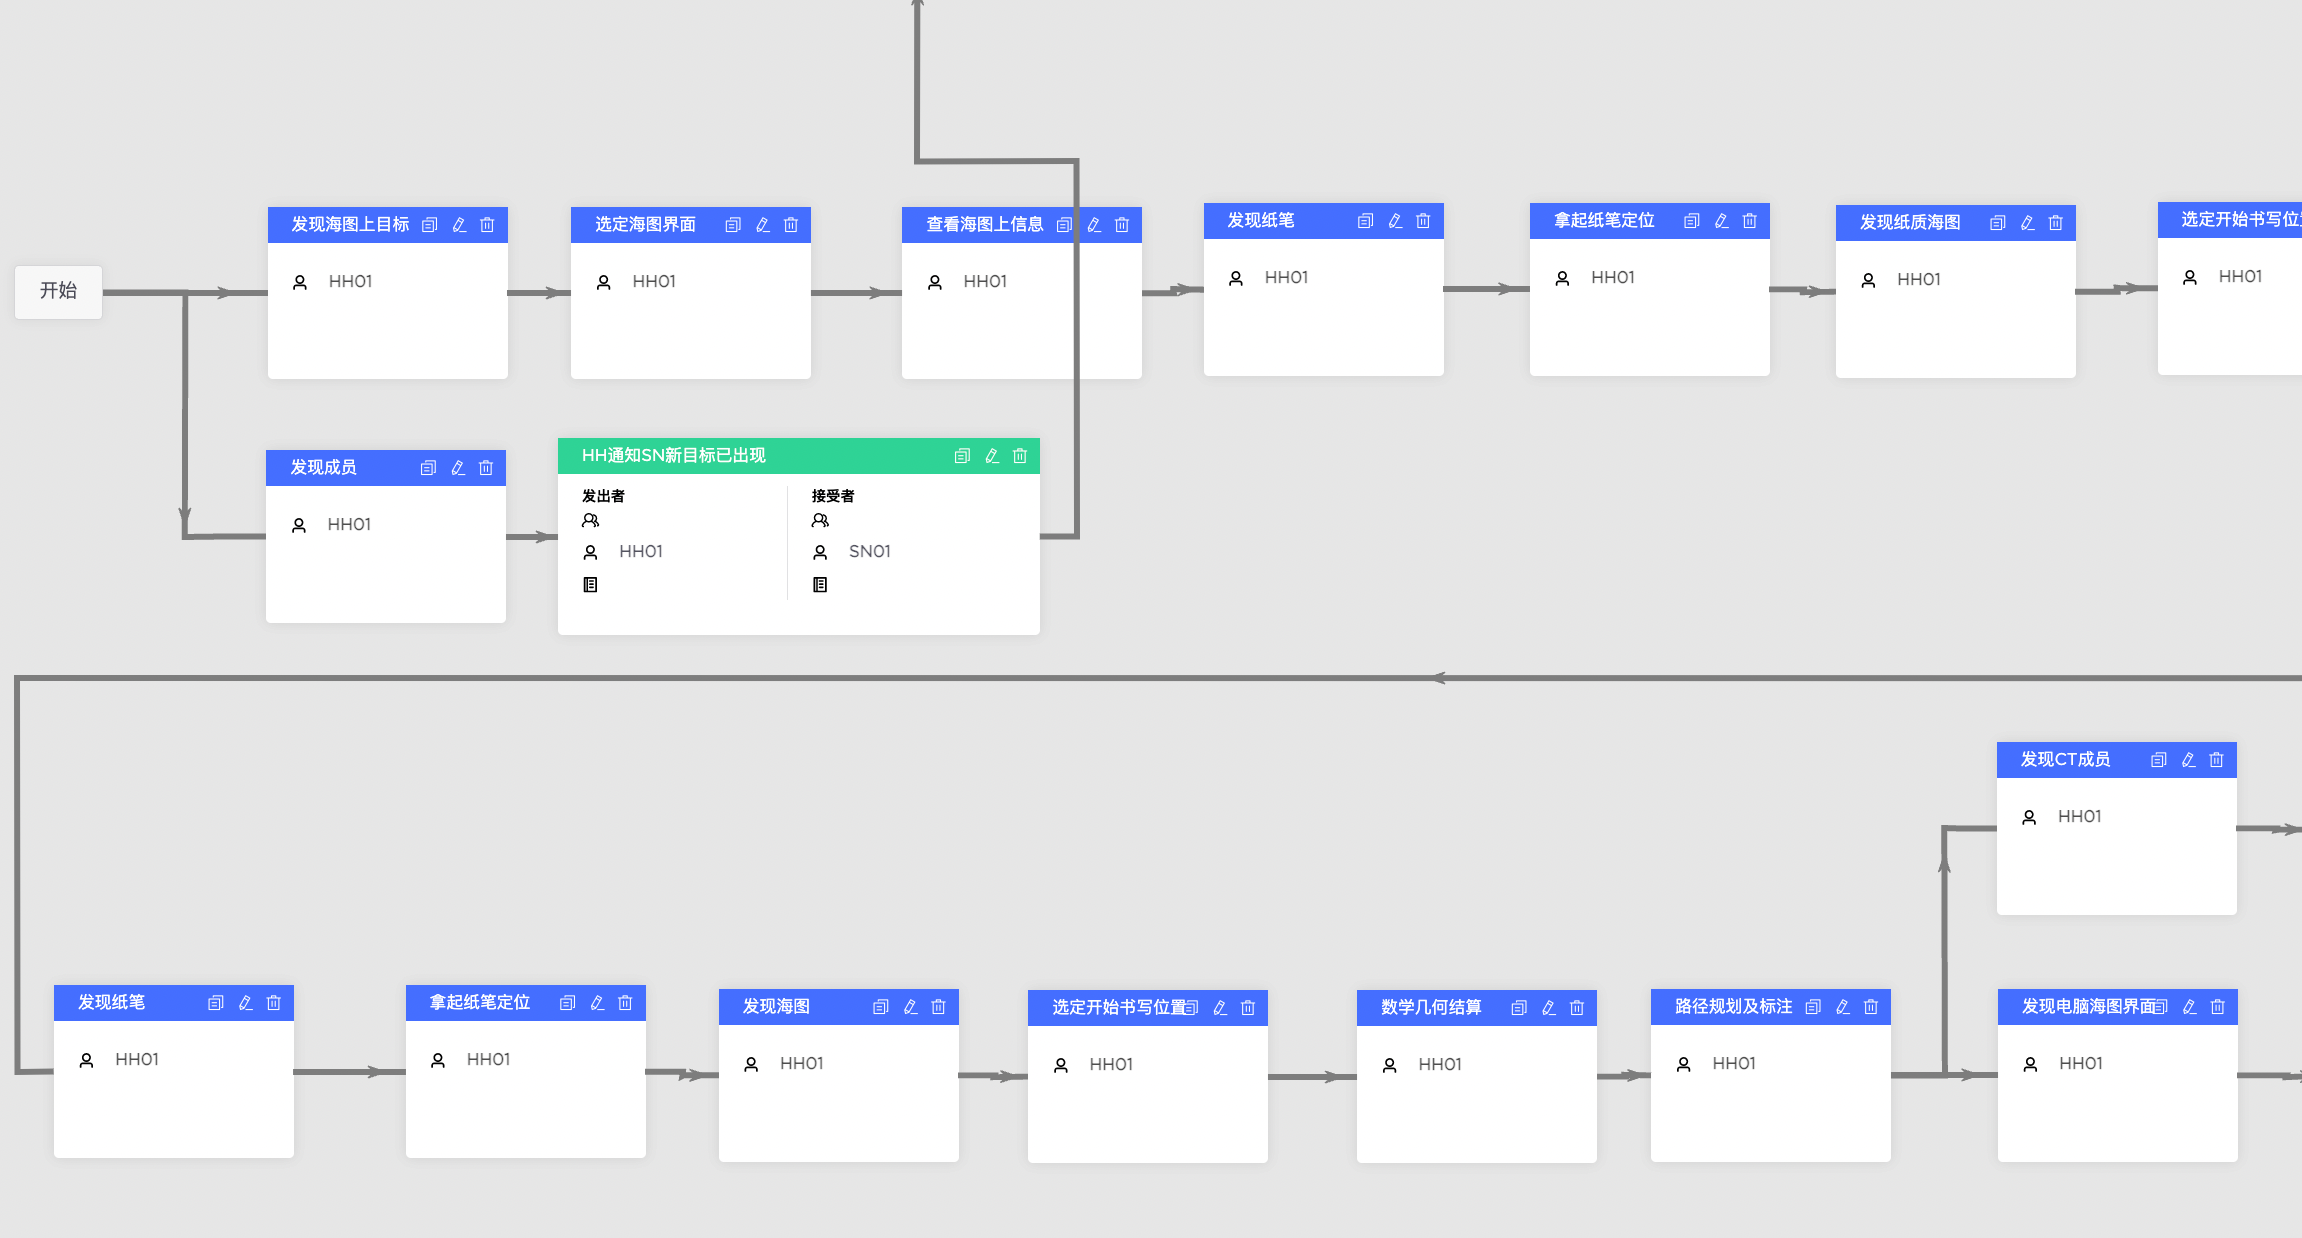 开始
发现海图上目标
HH01
选定海图界面
HH01
查看海图上信息
HH01
发现纸笔
HH01
拿起纸笔定位
HH01
发现纸质海图
HH01
选定开始书写位
HH01
发现成员
HH01
HH通知SN新目标已出现
发出者
HH01
接受者
SN01
发现CT成员
HH01
发现纸笔
HH01
拿起纸笔定位
HH01
发现海图
HH01
选定开始书写位置
HH01
数学几何结算
HH01
路径规划及标注
HH01
发现电脑海图界面
HH01